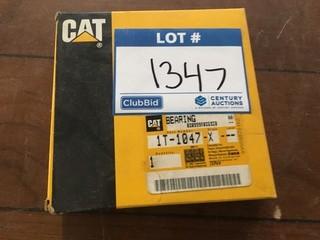 CAT
LOT #
1347
ClubBid
CENTURY
AUCTIONS
CAT
BEARING
1T-1047-X
1